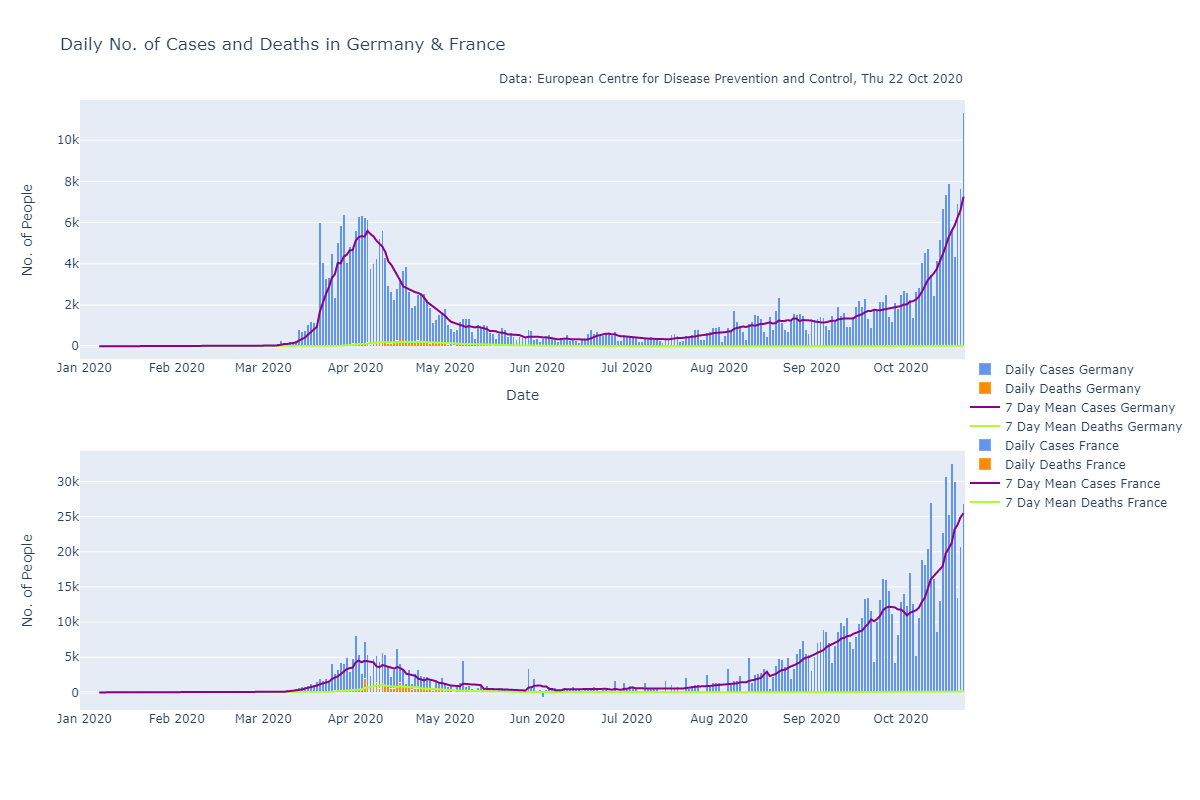 Daily No. of Cases and Deaths in Germany & France
Data: European Centre for Disease Prevention and Control, Thu 22 Oct 2020
No. of People
10k
8k
6k
4k
2k
0
Jan 2020 Feb 2020 Mar 2020 Apr 2020 May 2020 Jun 2020 Jul 2020 Aug 2020 Sep 2020 Oct 2020
Date
Daily Cases Germany
Daily Deaths Germany
7 Day Mean Cases Germany
7 Day Mean Deaths Germany
Daily Cases France
Daily Deaths France
7 Day Mean Cases France
7 Day Mean Deaths France
No. of People
30k
25k
20k
15k
10k
5k
0
Jan 2020 Feb 2020 Mar 2020 Apr 2020 May 2020 Jun 2020 Jul 2020 Aug 2020 Sep 2020 Oct 2020